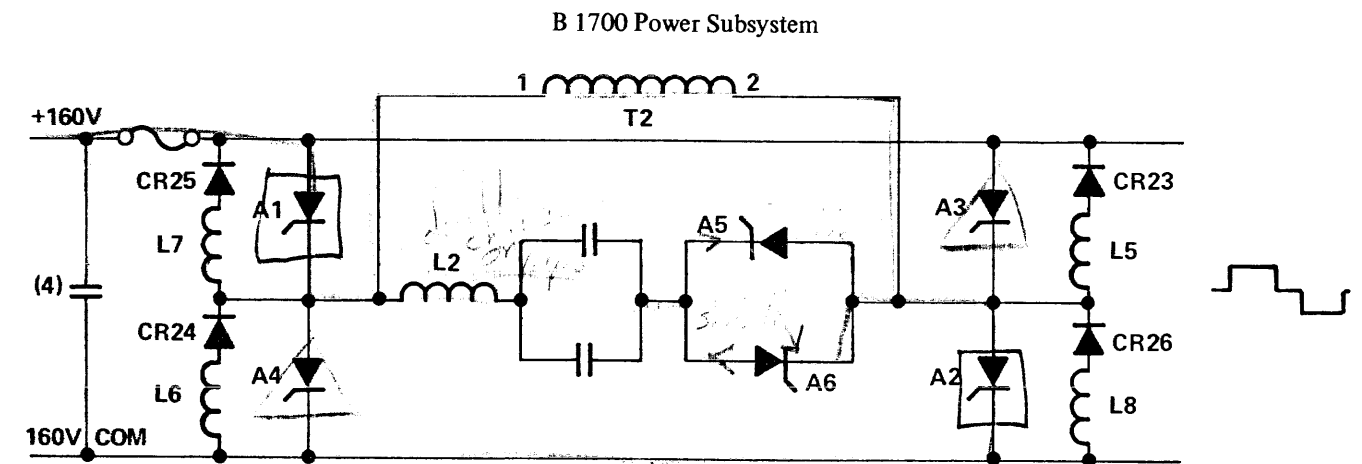 B 1700 Power Subsystem
1
2
T2
+160V
CR25
A1
A5
A3
CR23
L7
L2
L5
(4)
CR24
CR26
A4
A6
A2
L6
L8
160V COM